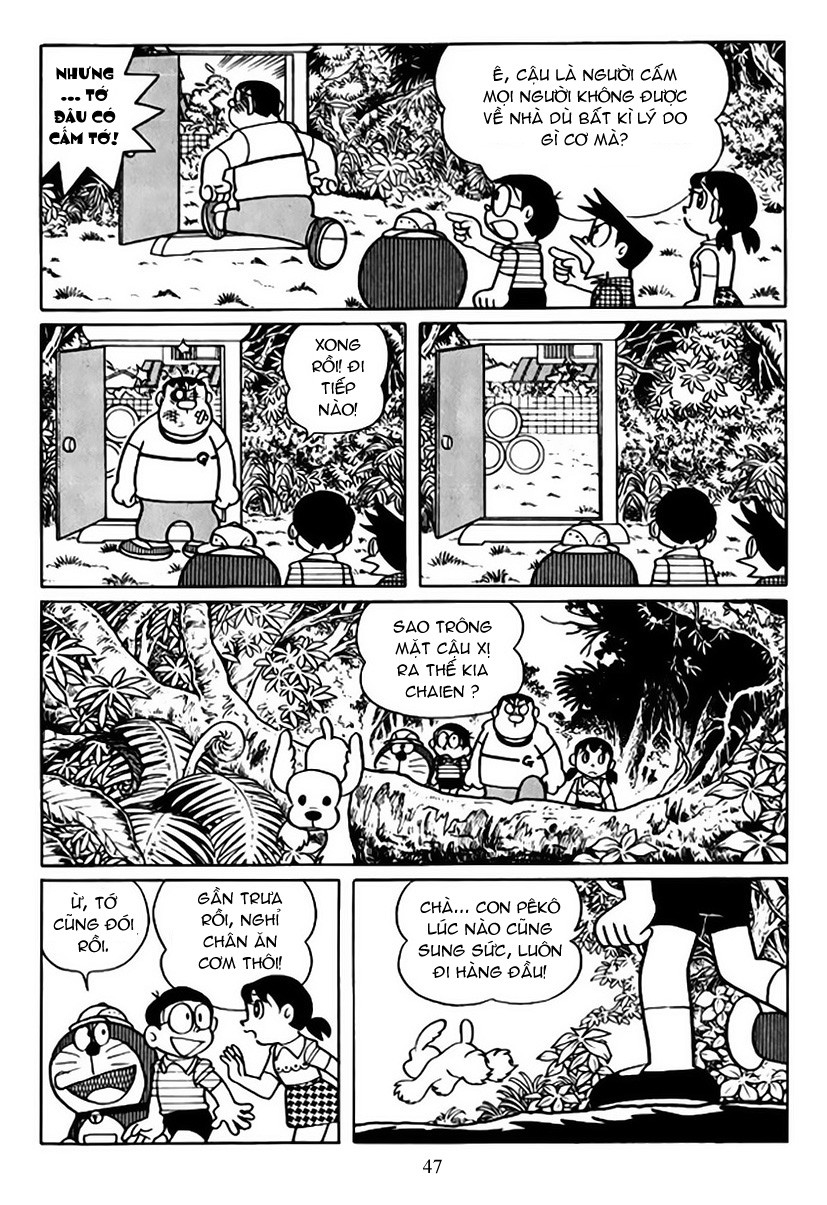 NHƯNG
... TỚ
ĐÂU CÓ
CẤM TỚ!
Ê, CẬU LÀ NGƯỜI CẤM
MỌI NGƯỜI KHÔNG ĐƯỢC
VỀ NHÀ DÙ BẤT KÌ LÝ DO
GÌ CƠ MÀ?
XONG
RỒI! ĐI
TIẾP
NÀO!
SAO TRÔNG
MẶT CẬU XỊ
RA THẾ KIA
CHAIEN ?
Ừ, TỚ
CŨNG ĐÓI
RỒI.
GẦN TRƯA
RỒI, NGHỈ
CHÂN ĂN
CƠM THÔI!
CHÀ... CON PÊKÔ
LÚC NÀO CŨNG
SUNG SỨC, LUÔN
ĐI HÀNG ĐẦU!
47